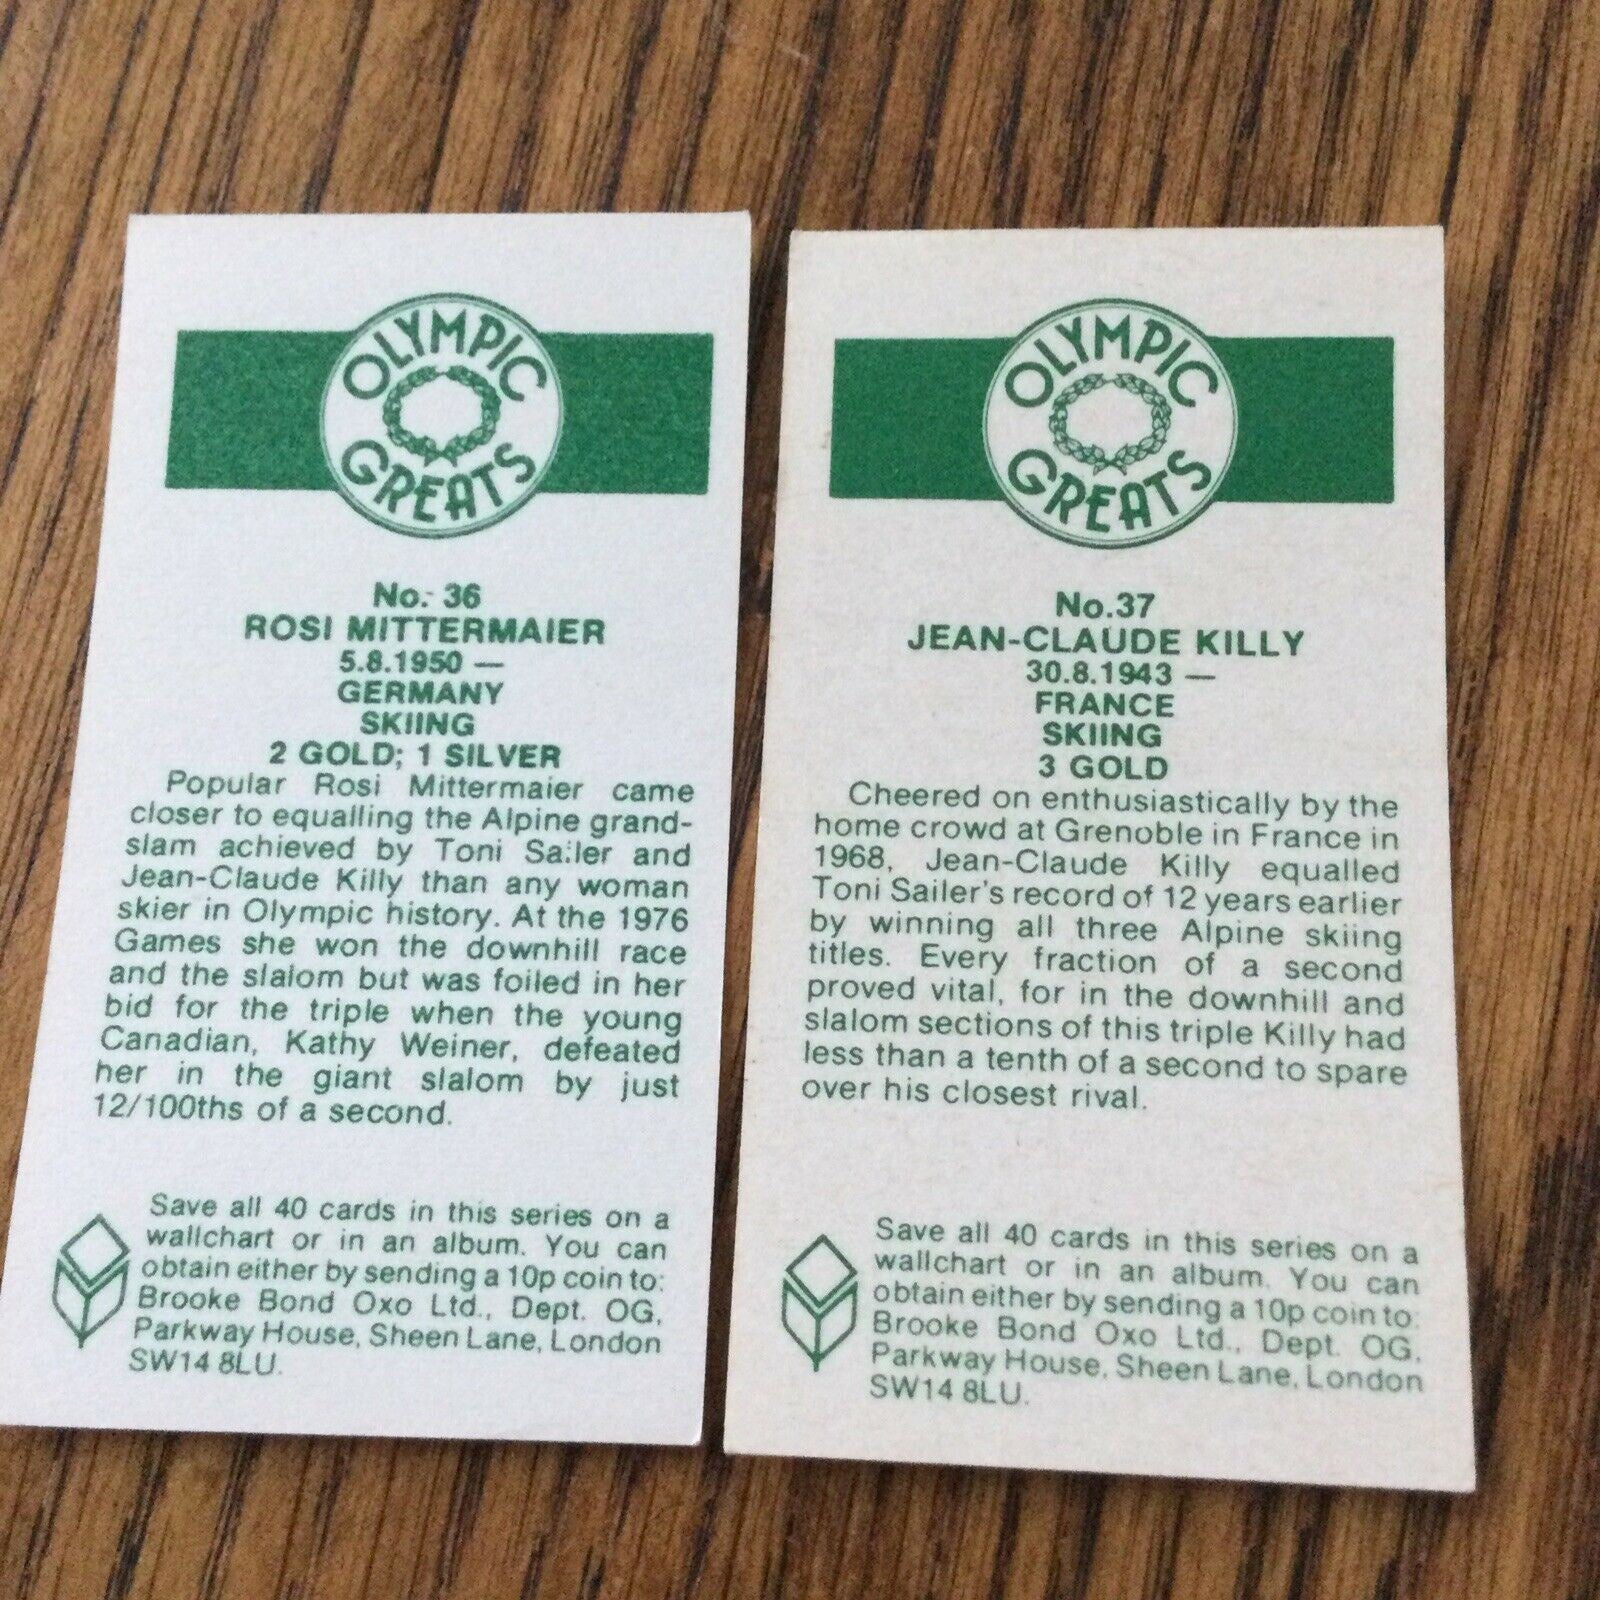 OLYMPIC
GREATS
No. 36
ROSI MITTERMAIER
5.8.1950 —
GERMANY
SKIING
2 GOLD; 1 SILVER
Popular Rosi Mittermaier came
closer to equalling the Alpine grand-
slam achieved by Toni Sailer and
Jean-Claude Killy than any woman
skier in Olympic history. At the 1976
Games she won the downhill race
and the slalom but was foiled in her
bid for the triple when the young
Canadian, Kathy Weiner, defeated
her in the giant slalom by just
12/100ths of a second.
Save all 40 cards in this series on a
wallchart or in an album. You can
obtain either by sending a 10p coin to:
Brooke Bond Oxo Ltd., Dept. OG,
Parkway House, Sheen Lane, London
SW14 8LU.
OLYMPIC
GREATS
No.37
JEAN-CLAUDE KILLY
30.8.1943 —
FRANCE
SKIING
3 GOLD
Cheered on enthusiastically by the
home crowd at Grenoble in France in
1968, Jean-Claude Killy equalled
Toni Sailer's record of 12 years earlier
by winning all three Alpine skiing
titles. Every fraction of a second
proved vital, for in the downhill and
slalom sections of this triple Killy had
less than a tenth of a second to spare
over his closest rival.
Save all 40 cards in this series on a
wallchart or in an album. You can
obtain either by sending a 10p coin to:
Brooke Bond Oxo Ltd., Dept. OG,
Parkway House, Sheen Lane, London
SW14 8LU.